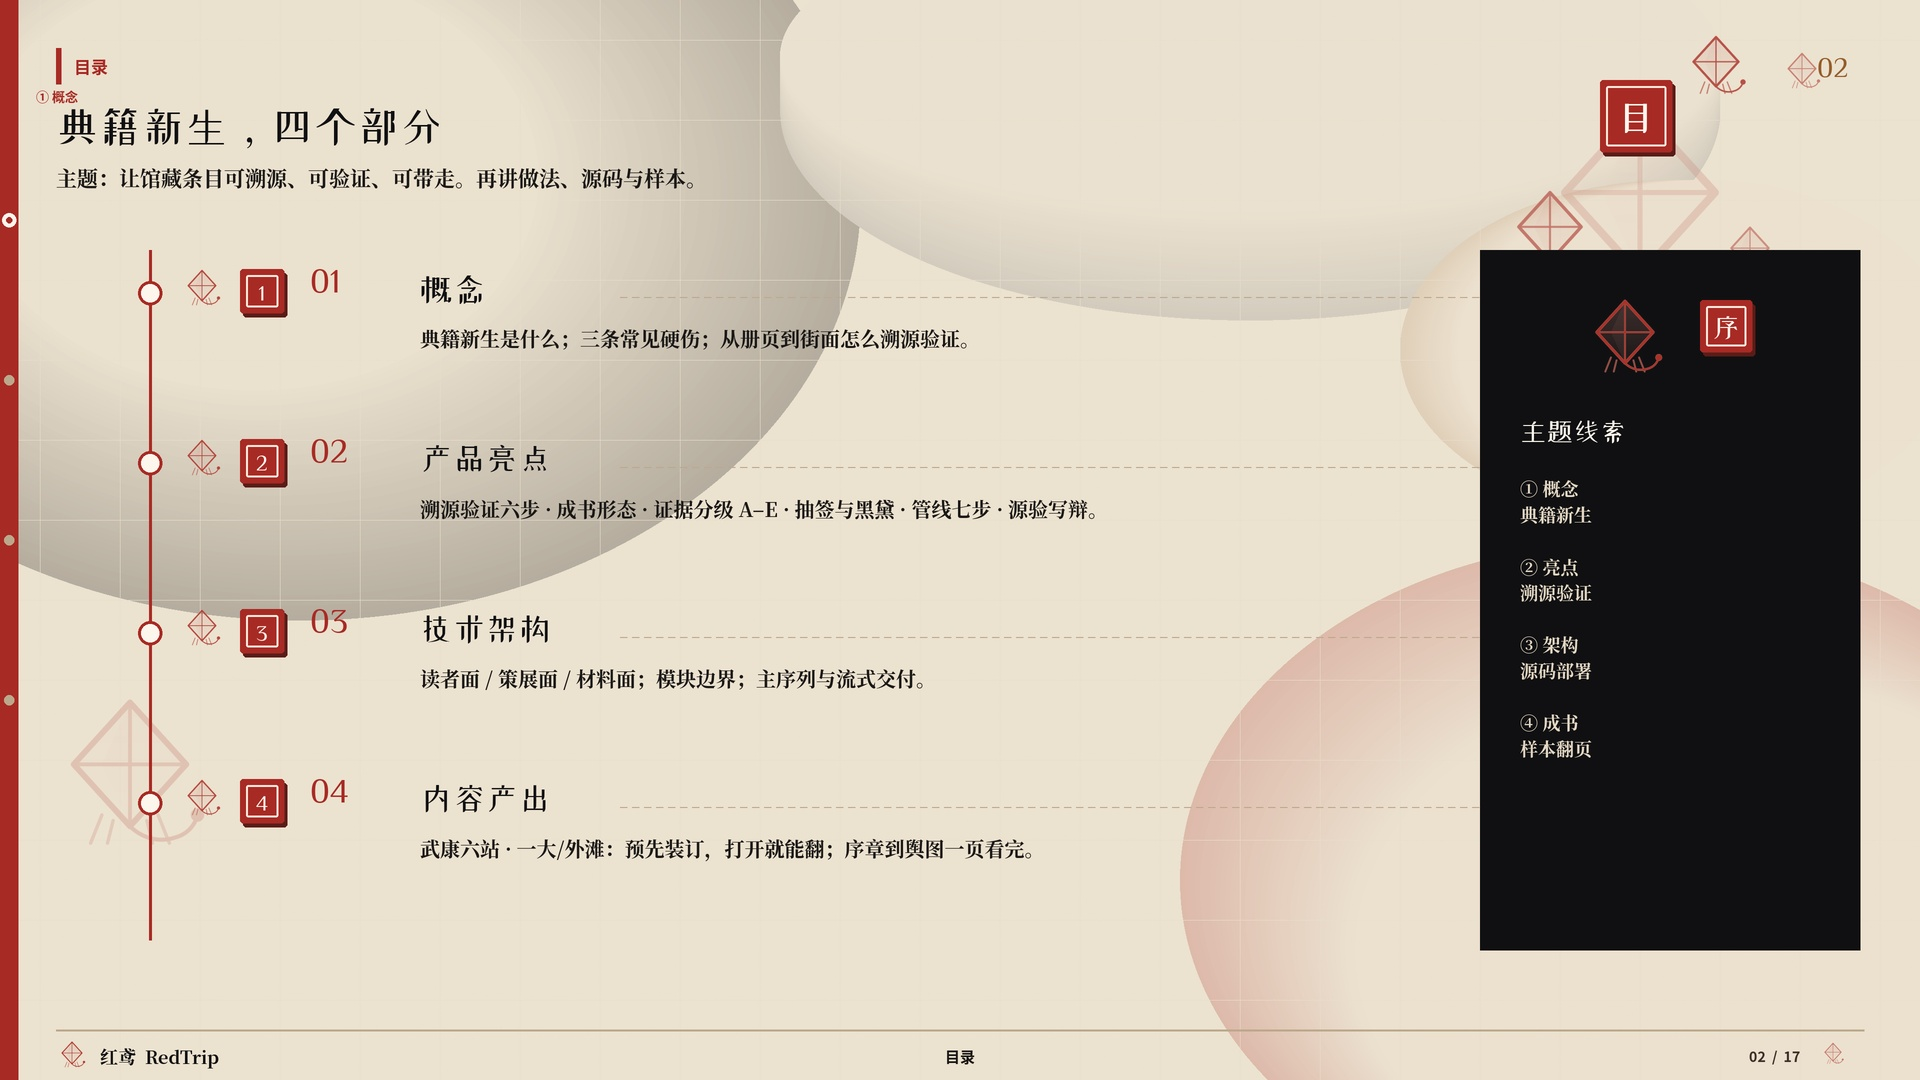 目录
① 概念
典籍新生，四个部分
主题：让馆藏条目可溯源、可验证、可带走。再讲做法、源码与样本。
02
目
1 01 概念
典籍新生是什么；三条常见硬伤；从册页到街面怎么溯源验证。
2 02 产品亮点
溯源验证六步 · 成书形态 · 证据分级 A–E · 抽签与黑黛 · 管线七步 · 源验写辩。
3 03 技术架构
读者面 / 策展面 / 材料面；模块边界；主序列与流式交付。
4 04 内容产出
武康六站 · 一大/外滩：预先装订，打开就能翻；序章到舆图一页看完。
序
主题线索
① 概念
典籍新生
② 亮点
溯源验证
③ 架构
源码部署
④ 成书
样本翻页
红鸢 RedTrip
目录
02 / 17